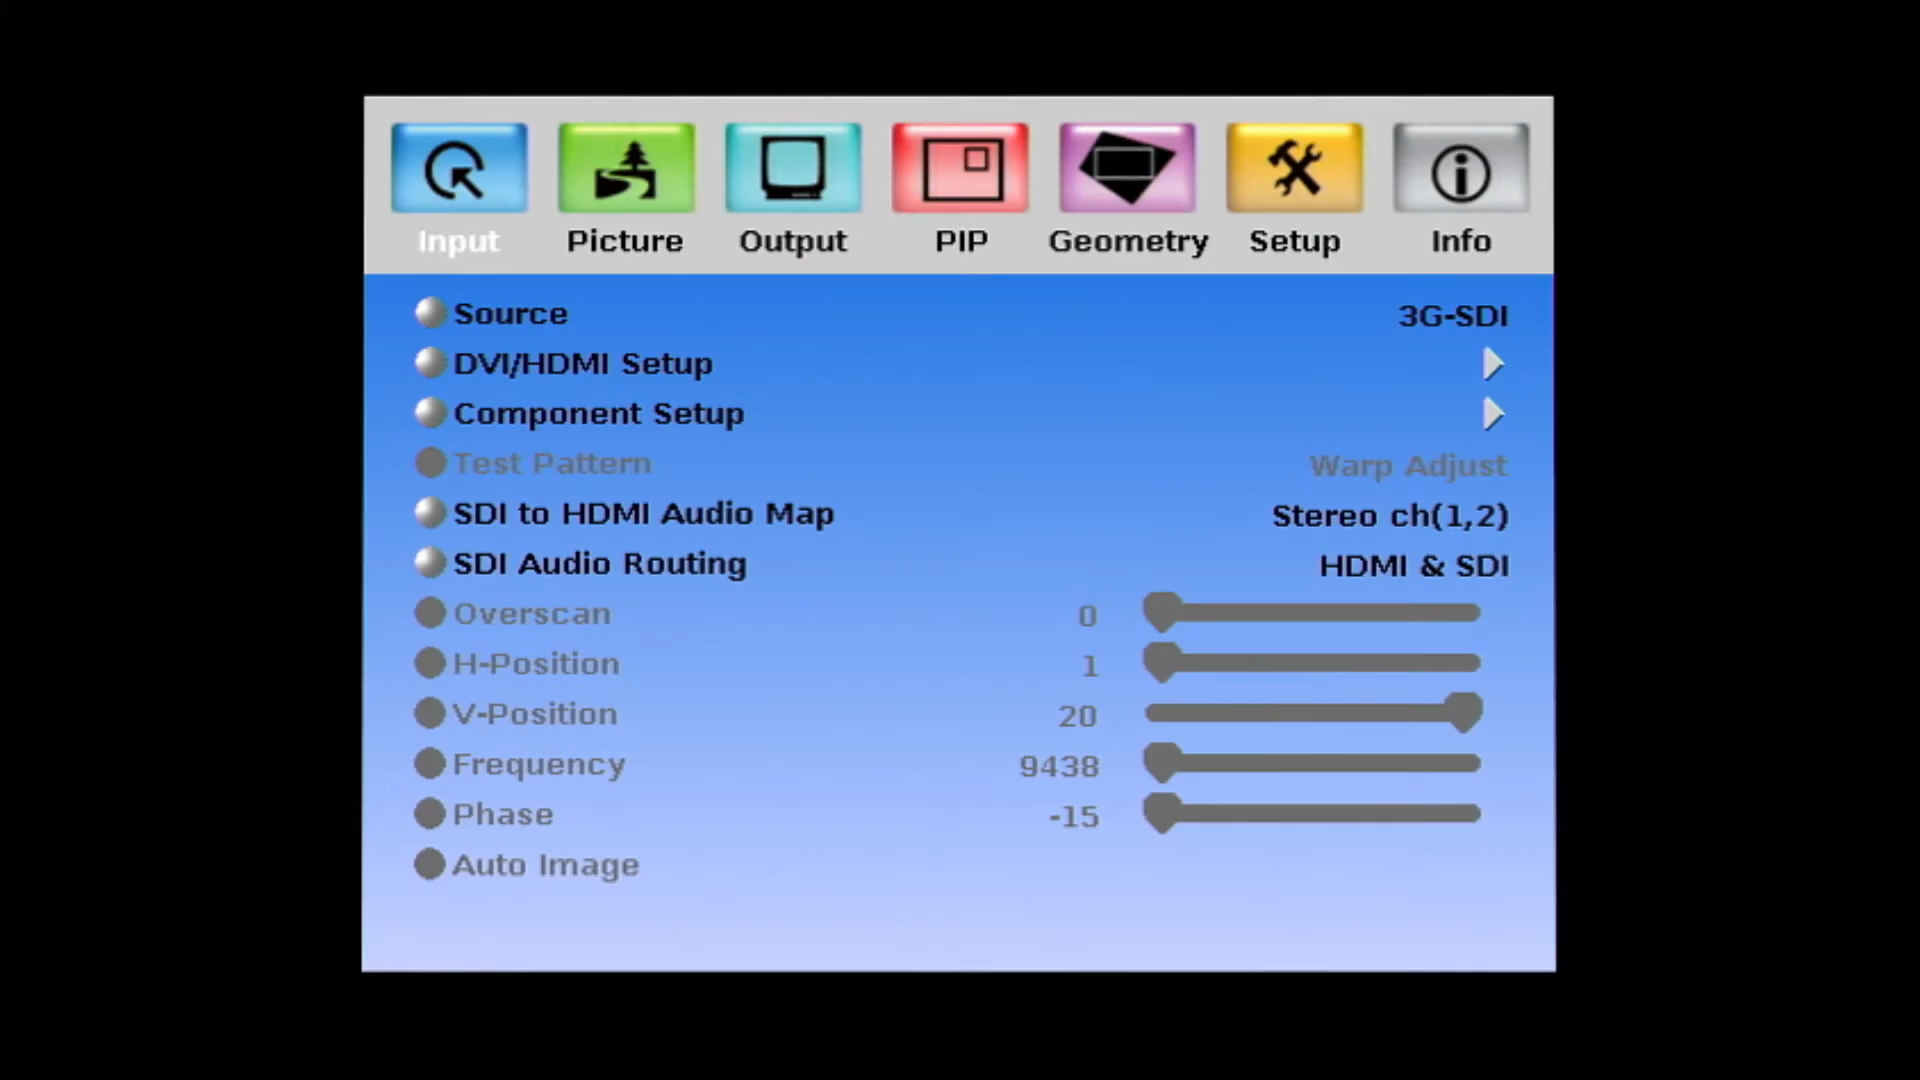 Input Picture Output PIP Geometry Setup Info
Source 3G-SDI
DVI/HDMI Setup
Component Setup
Test Pattern Warp Adjust
SDI to HDMI Audio Map Stereo ch(1,2)
SDI Audio Routing HDMI & SDI
Overscan 0
H-Position 1
V-Position 20
Frequency 9438
Phase -15
Auto Image